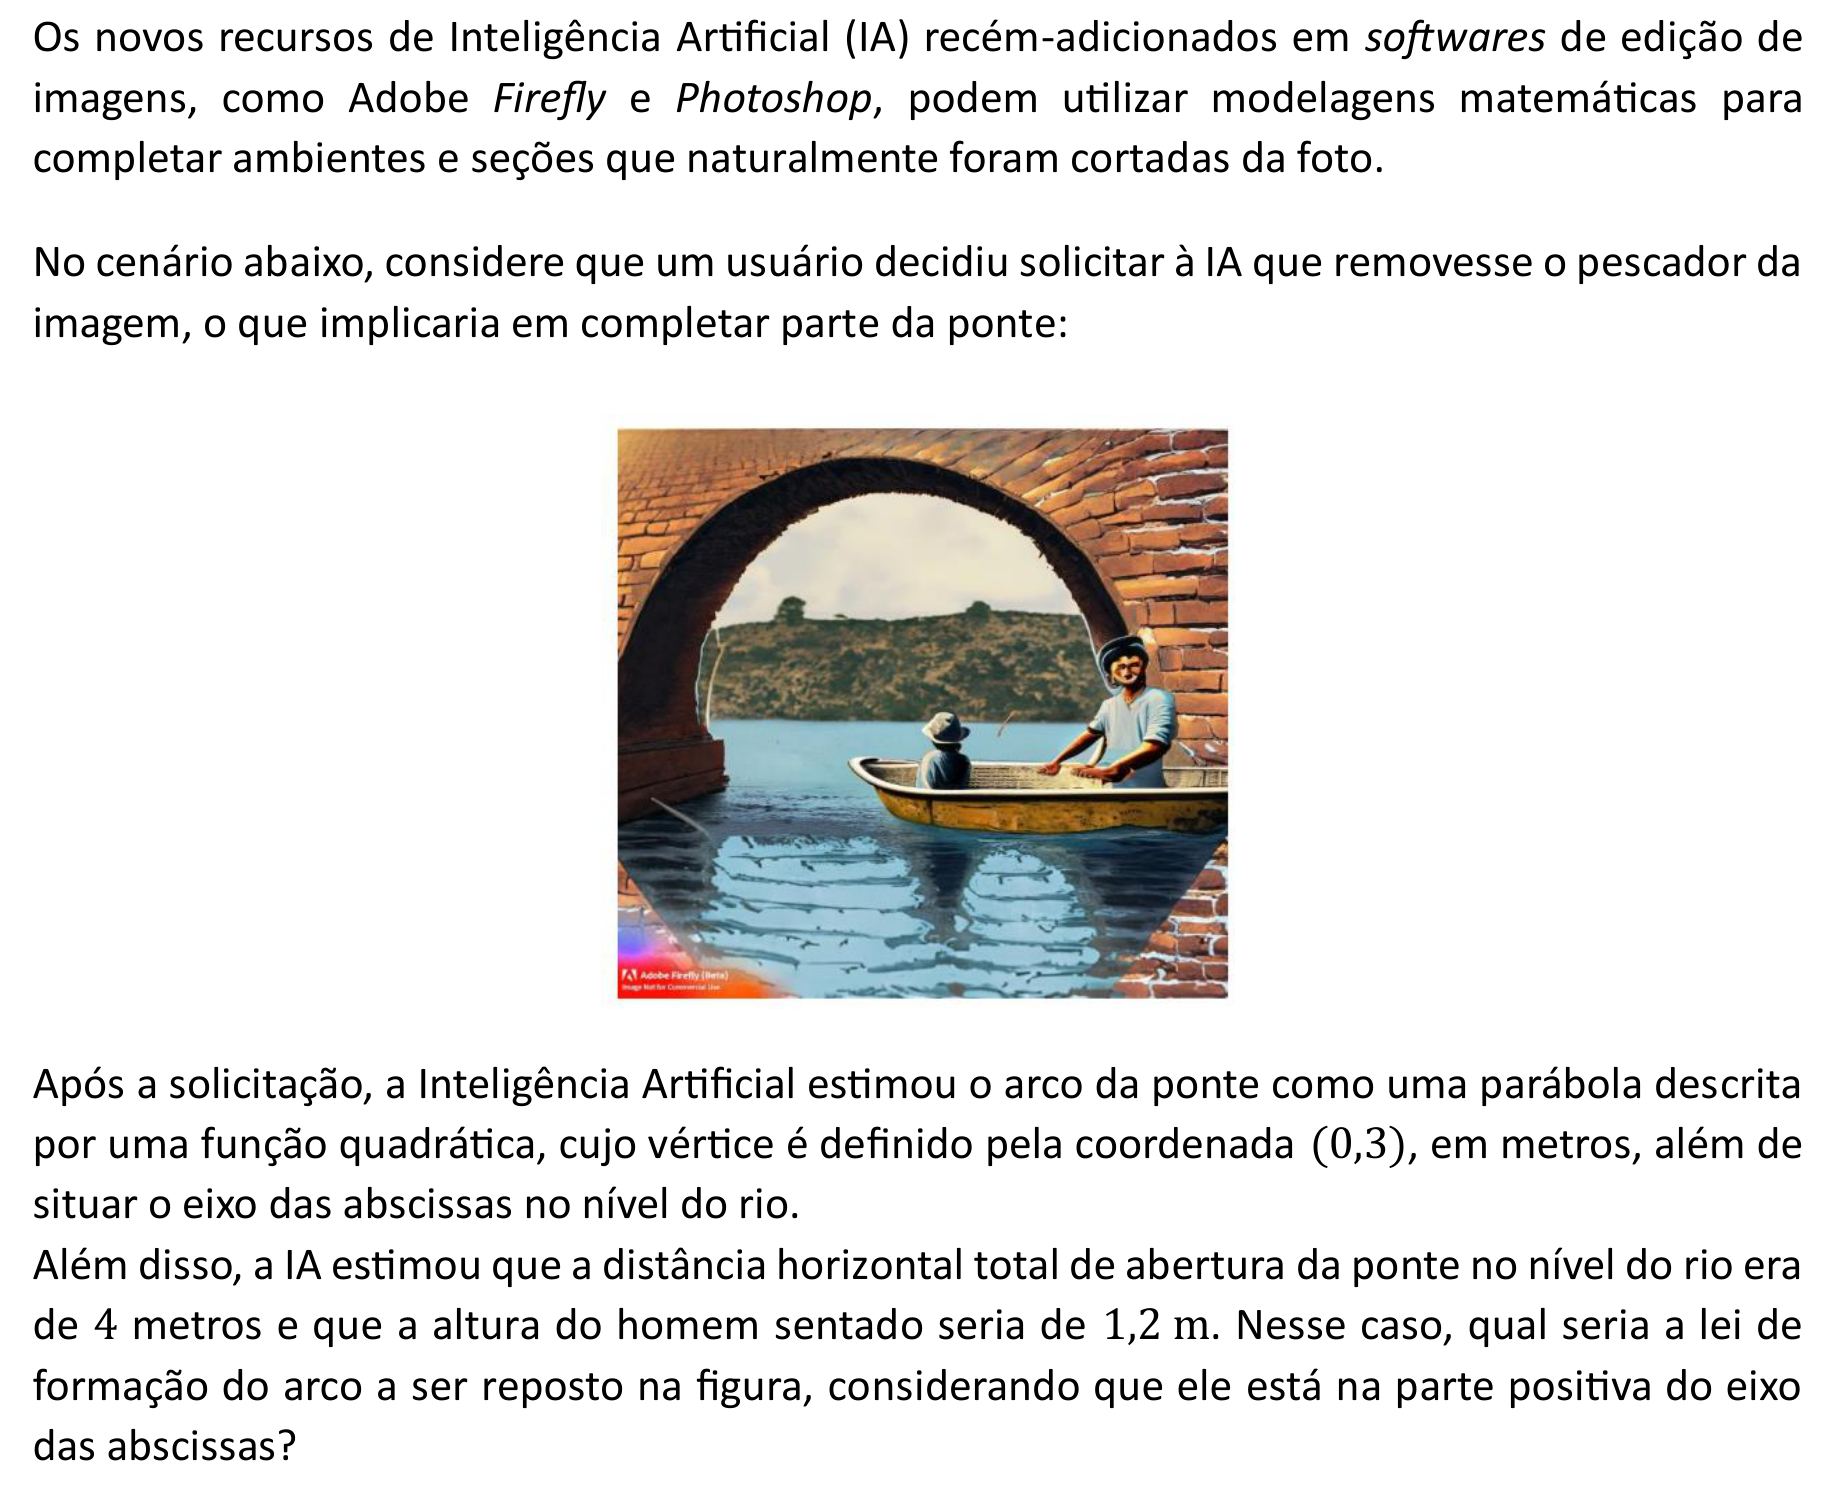 Os novos recursos de Inteligência Artificial (IA) recém-adicionados em softwares de edição de
imagens, como Adobe Firefly e Photoshop, podem utilizar modelagens matemáticas para
completar ambientes e seções que naturalmente foram cortadas da foto.
No cenário abaixo, considere que um usuário decidiu solicitar à IA que removesse o pescador da
imagem, o que implicaria em completar parte da ponte:
Adobe Firefly (Beta)
Image Not for Commercial Use
Após a solicitação, a Inteligência Artificial estimou o arco da ponte como uma parábola descrita
por uma função quadrática, cujo vértice é definido pela coordenada (0,3), em metros, além de
situar o eixo das abscissas no nível do rio.
Além disso, a IA estimou que a distância horizontal total de abertura da ponte no nível do rio era
de 4 metros e que a altura do homem sentado seria de 1,2 m. Nesse caso, qual seria a lei de
formação do arco a ser reposto na figura, considerando que ele está na parte positiva do eixo
das abscissas?